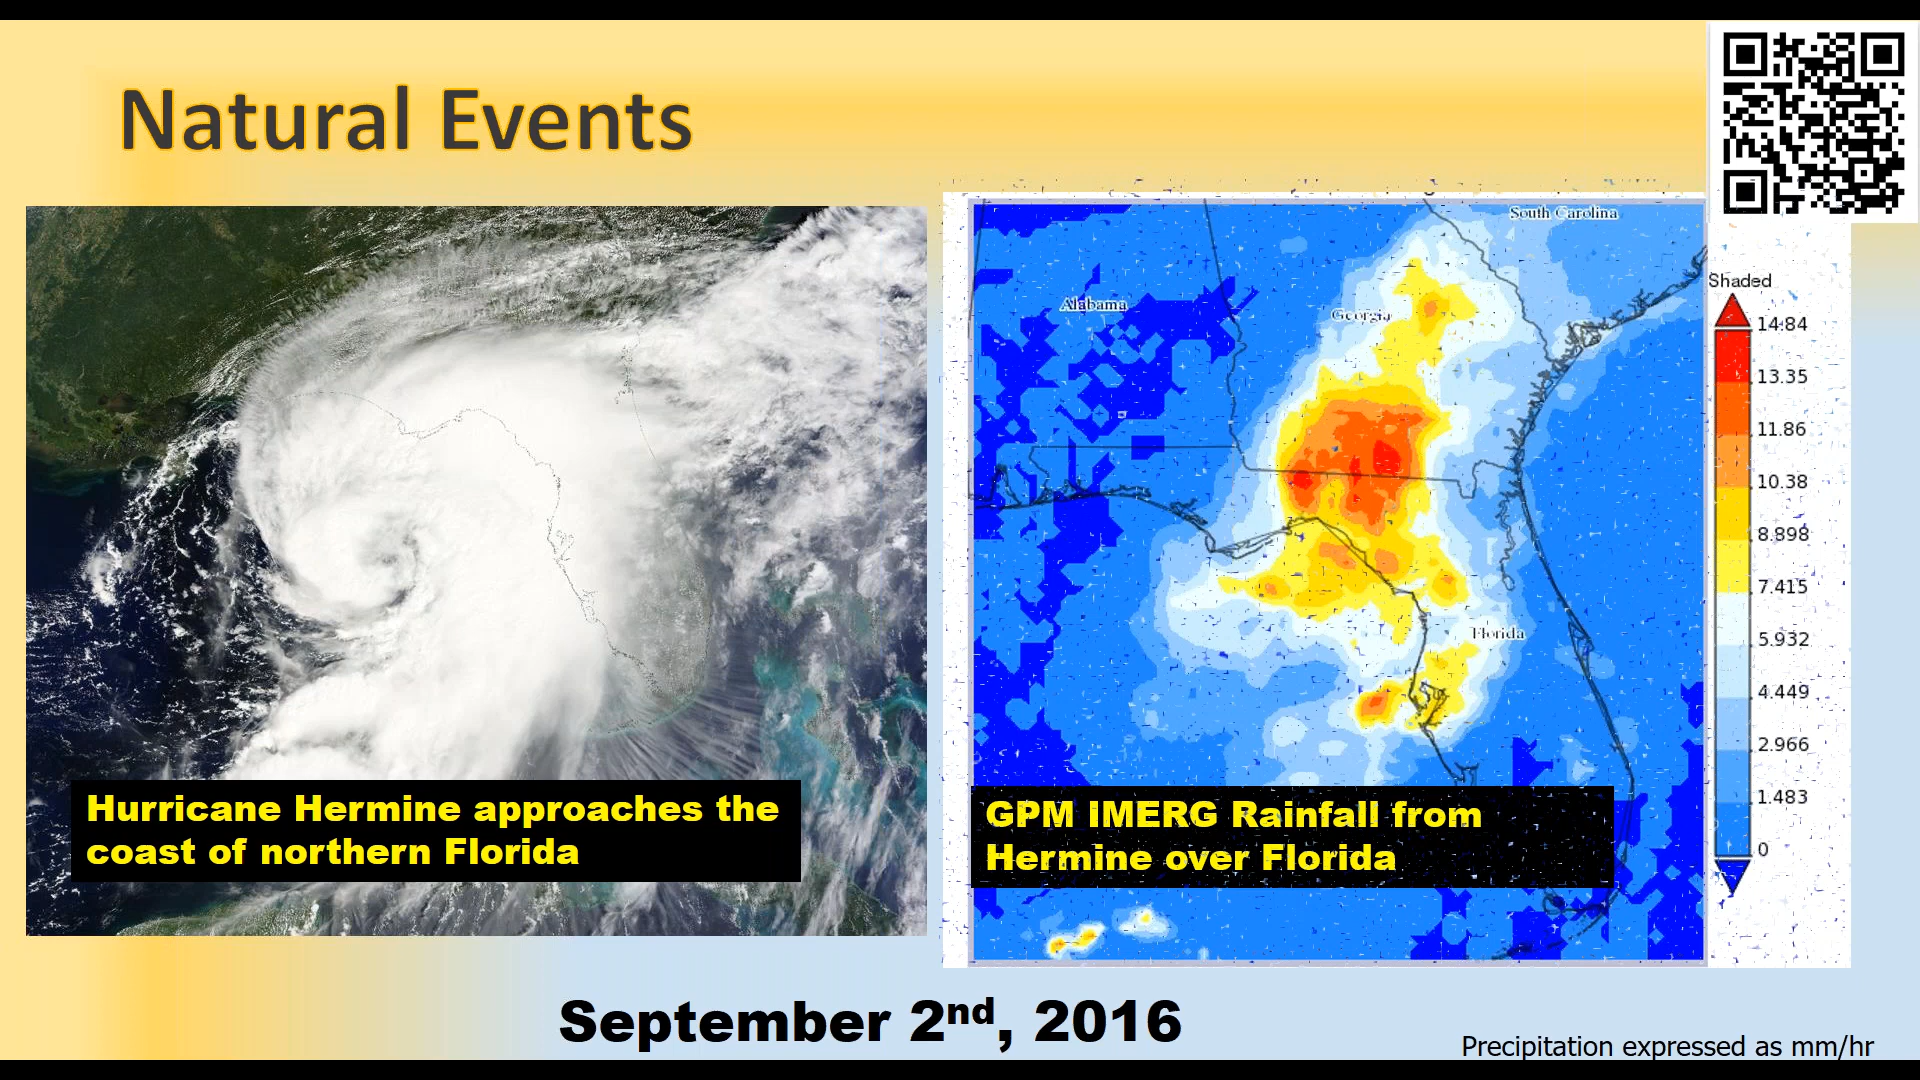 Natural Events
South Carolina
Alabama
Georgia
Florida
Shaded
14.84
13.35
11.86
10.38
8.898
7.415
5.932
4.449
2.966
1.483
0
Hurricane Hermine approaches the
coast of northern Florida
GPM IMERG Rainfall from
Hermine over Florida
September 2nd, 2016
Precipitation expressed as mm/hr